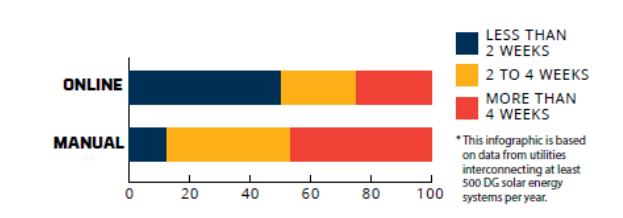 ONLINE
MANUAL
0 20 40 60 80 100
LESS THAN
2 WEEKS
2 TO 4 WEEKS
MORE THAN
4 WEEKS
* This infographic is based
on data from utilities
interconnecting at least
500 DG solar energy
systems per year.